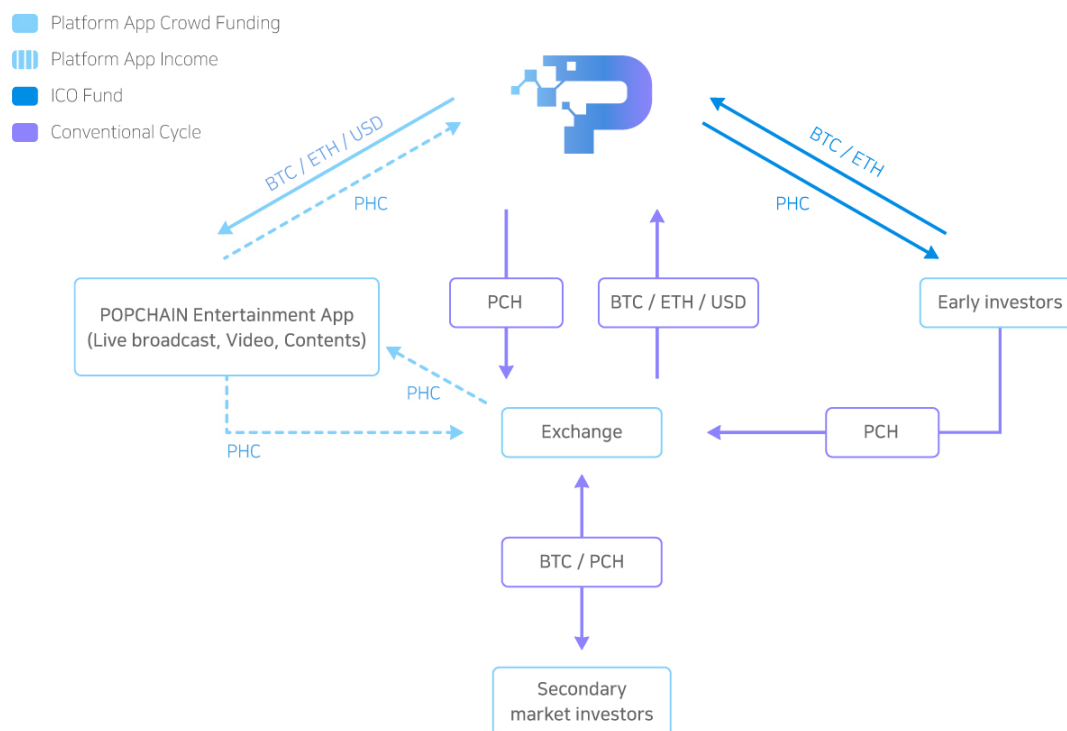 Platform App Crowd Funding
Platform App Income
ICO Fund
Conventional Cycle
BTC / ETH / USD
PHC
BTC / ETH
PHC
PCH
BTC / ETH / USD
POPCHAIN Entertainment App
(Live broadcast, Video, Contents)
Early investors
PHC
PHC
Exchange
PCH
BTC / PCH
Secondary
market investors